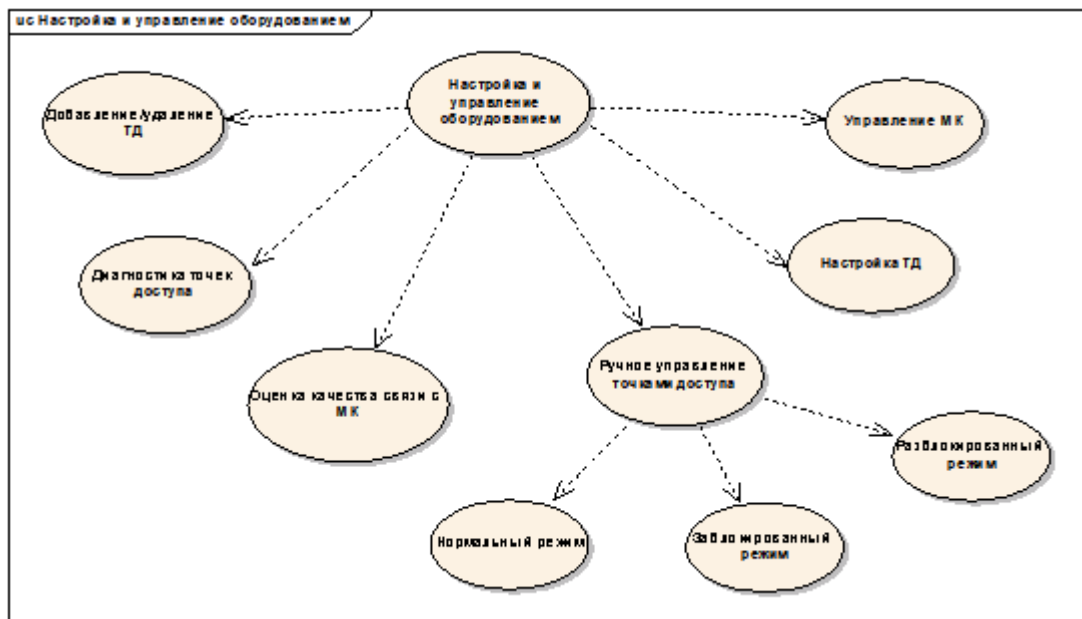 uc Настройка и управление оборудованием
Настройка и
управление
оборудованием
Добавление/удаление
ТД
Управление МК
Диагностика точек
доступа
Настройка ТД
Ручное управление
точками доступа
Оценка качества связи с
МК
Разблокированный
режим
Нормальный режим
Заблокированный
режим